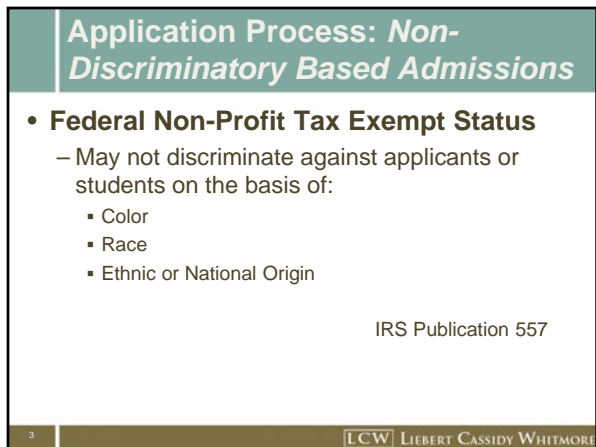 Application Process: Non-
Discriminatory Based Admissions
• Federal Non-Profit Tax Exempt Status
– May not discriminate against applicants or
students on the basis of:
▪ Color
▪ Race
▪ Ethnic or National Origin
IRS Publication 557
3
LCW LIEBERT CASSIDY WHITMORE